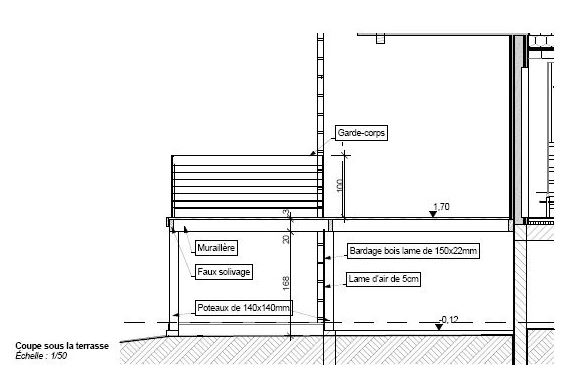 Garde-corps
100
1,70
3
20
Muraillère
Bardage bois lame de 150x22mm
Faux solivage
Lame d'air de 5cm
168
Poteaux de 140x140mm
-0,12
Coupe sous la terrasse
Échelle : 1/50